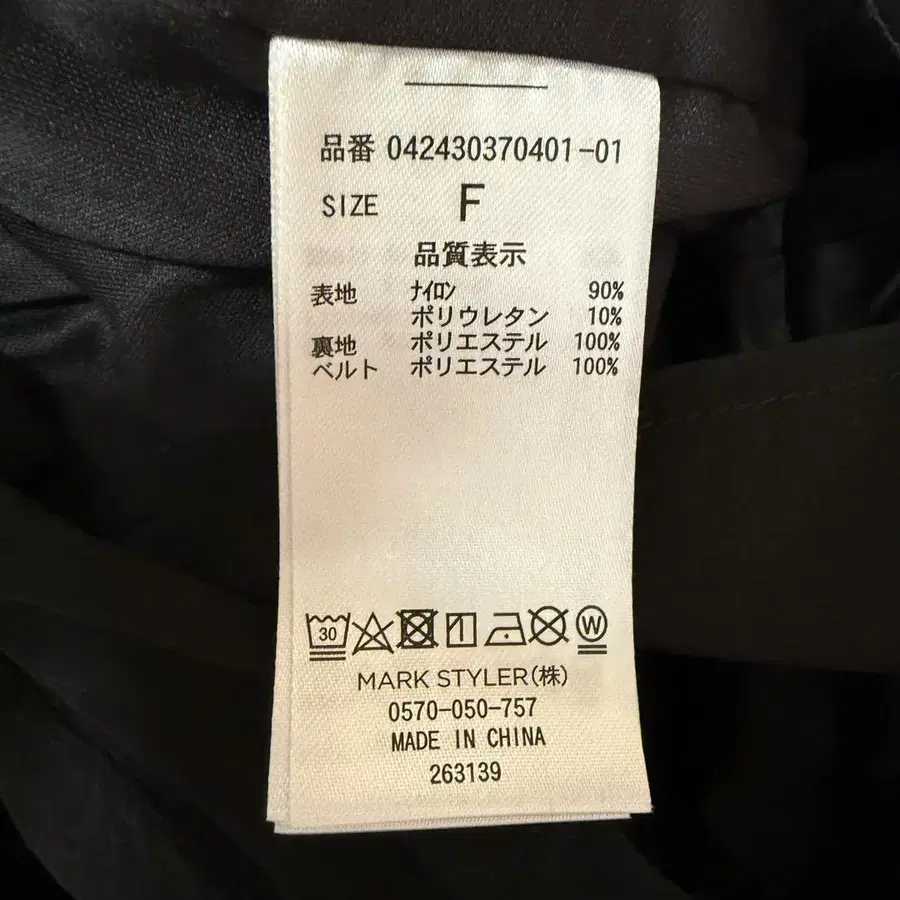 品番 042430370401-01
SIZE F
品質表示
表地 ﾅｲﾛﾝ 90%
ポリウレタン 10%
裏地 ポリエステル 100%
ベルト ポリエステル 100%
30 W
MARK STYLER(株)
0570-050-757
MADE IN CHINA
263139